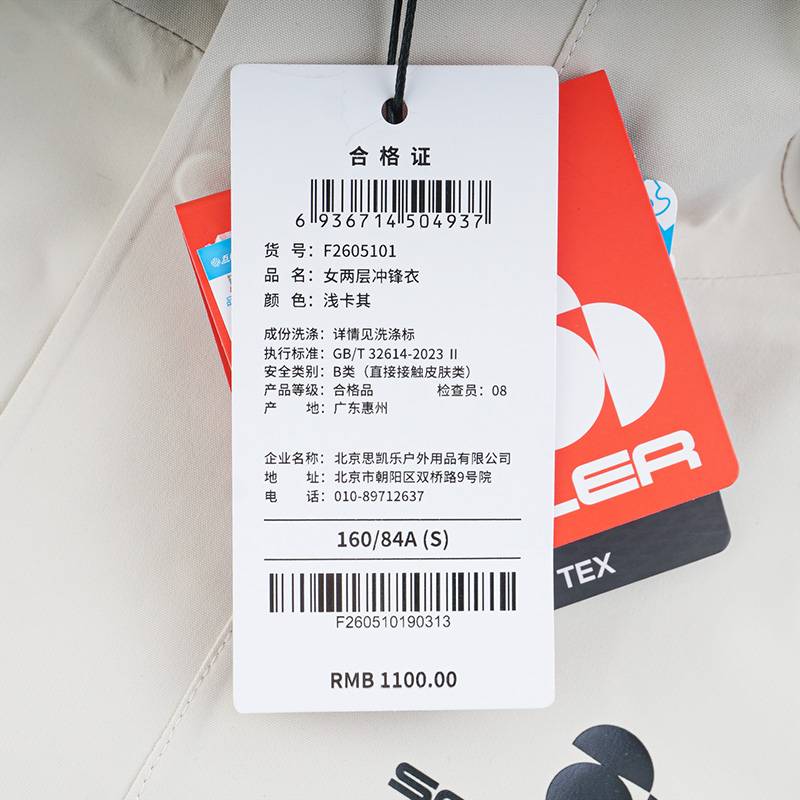 合格证
6 936714 504937
货 号：F2605101
品 名：女两层冲锋衣
颜 色：浅卡其
成份洗涤：详情见洗涤标
执行标准：GB/T 32614-2023 II
安全类别：B类（直接接触皮肤类）
产品等级：合格品 检查员：08
产 地：广东惠州
企业名称：北京思凯乐户外用品有限公司
地 址：北京市朝阳区双桥路9号院
电 话：010-89712637
160/84A (S)
F260510190313
RMB 1100.00
LER
TEX